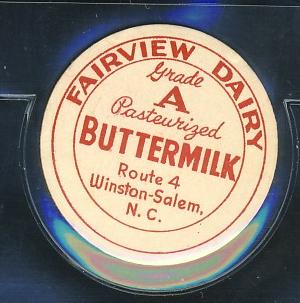 FAIRVIEW DAIRY
Grade
A
Pasteurized
BUTTERMILK
Route 4
Winston-Salem,
N. C.